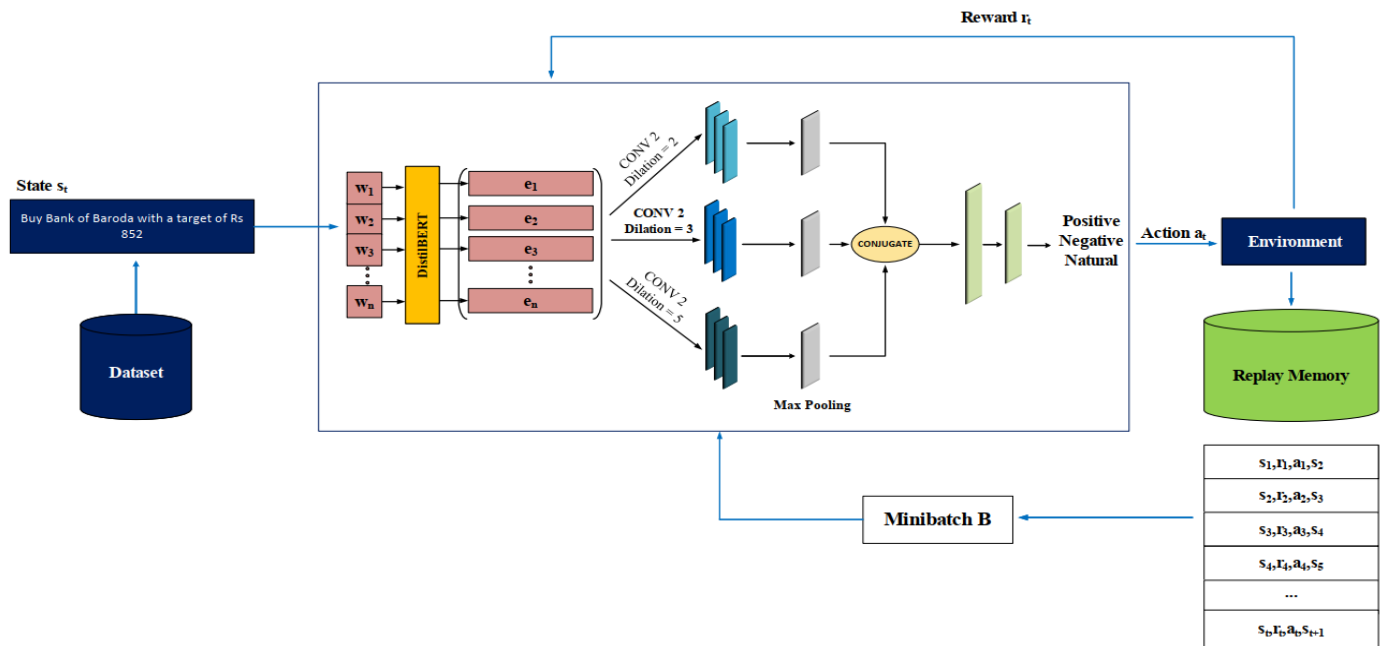 Reward rₜ
State sₜ
Buy Bank of Baroda with a target of Rs
852
Dataset
w₁
w₂
w₃
wₙ
DistilBERT
e₁
e₂
e₃
eₙ
CONV 2
Dilation = 2
CONV 2
Dilation = 3
CONV 2
Dilation = 5
Max Pooling
CONJUGATE
Positive
Negative
Natural
Action aₜ
Environment
Replay Memory
s₁,r₁,a₁,s₂
s₂,r₂,a₂,s₃
s₃,r₃,a₃,s₄
s₄,r₄,a₄,s₅
...
sₜ,rₜ,aₜ,sₜ₊₁
Minibatch B